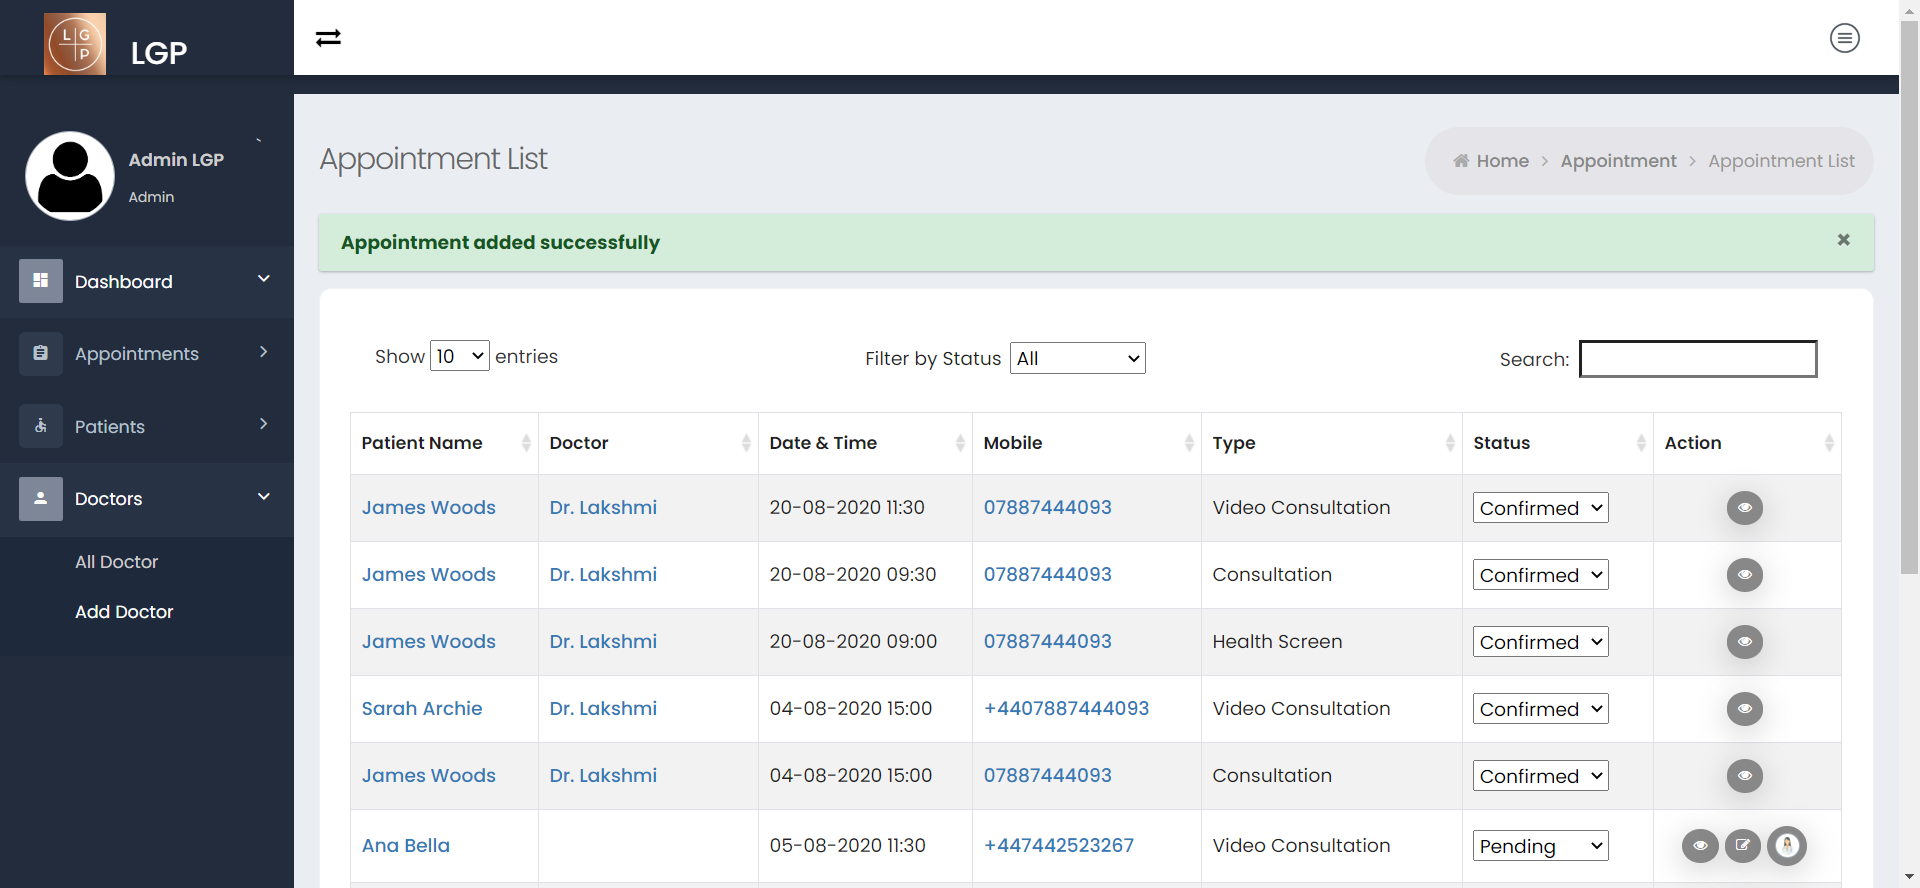 LGP
LGP
Admin LGP
Admin
Dashboard
Appointments
Patients
Doctors
All Doctor
Add Doctor
Appointment List
Home > Appointment > Appointment List
Appointment added successfully ×
Show 10 entries Filter by Status All Search:
Patient Name Doctor Date & Time Mobile Type Status Action
James Woods Dr. Lakshmi 20-08-2020 11:30 07887444093 Video Consultation Confirmed
James Woods Dr. Lakshmi 20-08-2020 09:30 07887444093 Consultation Confirmed
James Woods Dr. Lakshmi 20-08-2020 09:00 07887444093 Health Screen Confirmed
Sarah Archie Dr. Lakshmi 04-08-2020 15:00 +4407887444093 Video Consultation Confirmed
James Woods Dr. Lakshmi 04-08-2020 15:00 07887444093 Consultation Confirmed
Ana Bella 05-08-2020 11:30 +447442523267 Video Consultation Pending